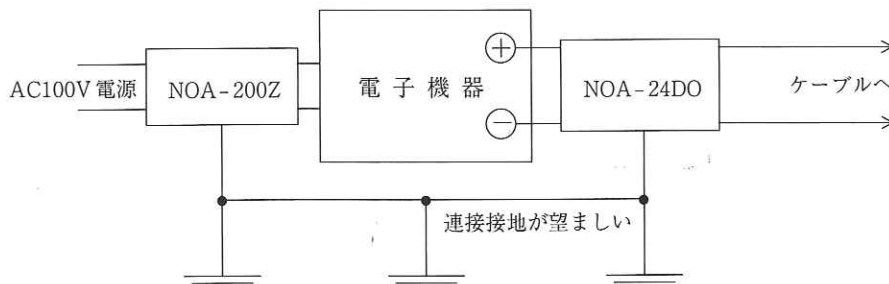 AC100V電源
NOA-200Z
電子機器
+
−
NOA-24DO
ケーブルへ
連接接地が望ましい